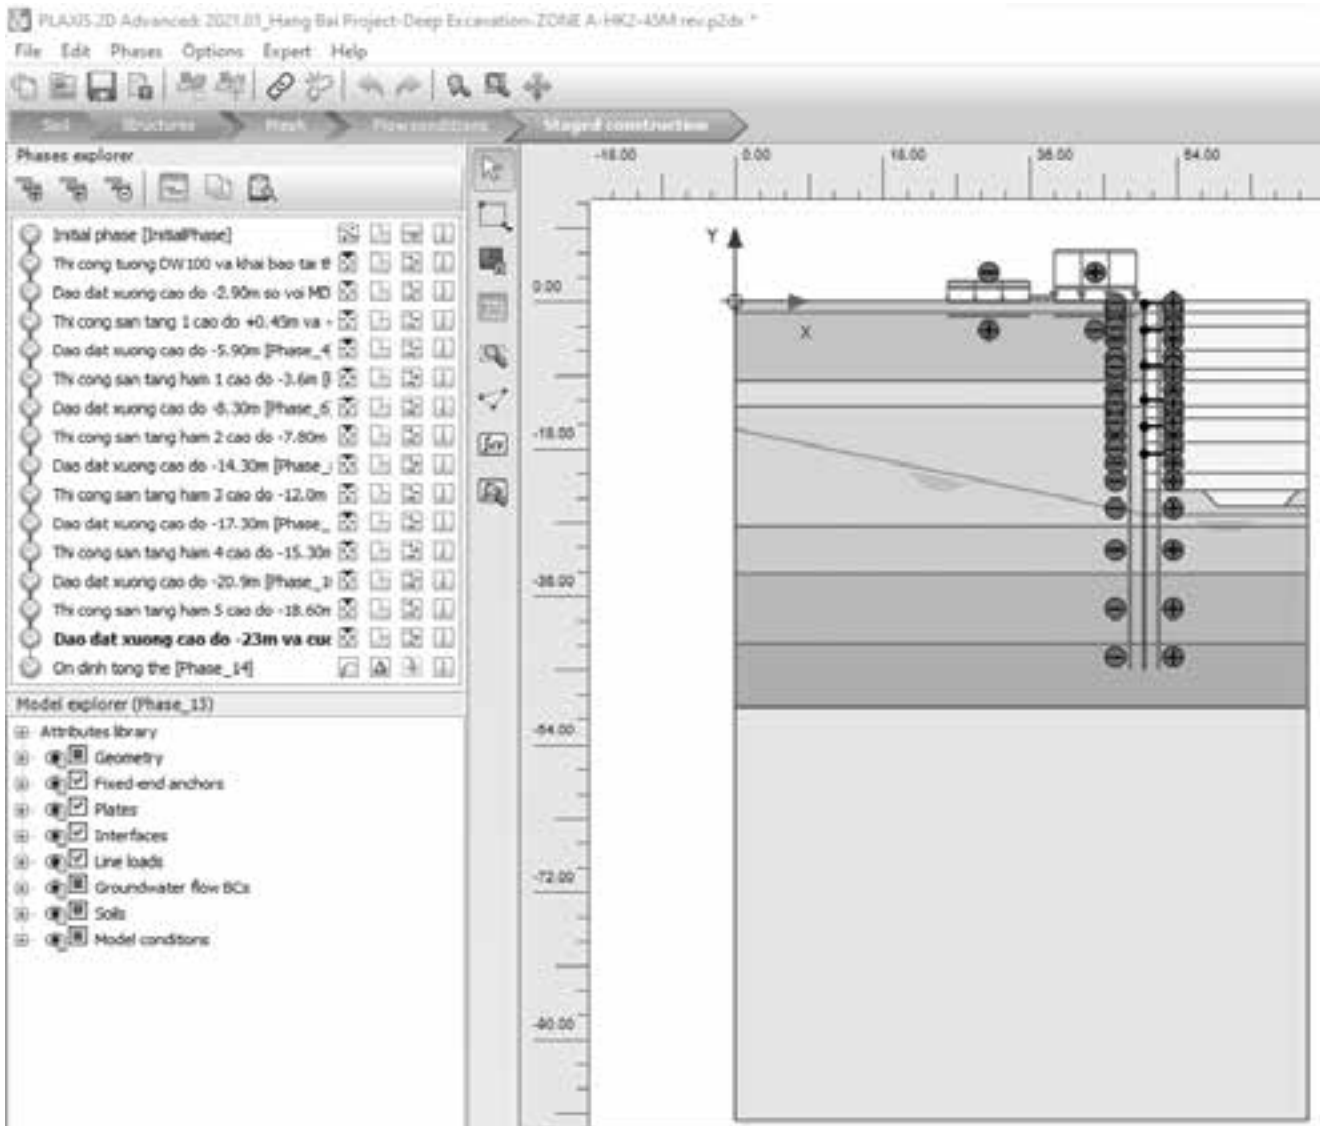 PLAXIS 2D Advanced: 2021.01_Hang Bai Project-Deep Excavation-ZONE A-HK2-45M rev.p2dx *
File Edit Phases Options Expert Help
Soil Structures Mesh Flow conditions Staged construction
Phases explorer
Initial phase [InitialPhase]
Thi cong tuong DW100 va khai bao tai th
Dao dat xuong cao do -2.90m so voi MD
Thi cong san tang 1 cao do +0.45m va -
Dao dat xuong cao do -5.90m [Phase_4
Thi cong san tang ham 1 cao do -3.6m [
Dao dat xuong cao do -8.30m [Phase_6
Thi cong san tang ham 2 cao do -7.80m
Dao dat xuong cao do -14.30m [Phase_
Thi cong san tang ham 3 cao do -12.0m
Dao dat xuong cao do -17.30m [Phase_
Thi cong san tang ham 4 cao do -15.30m
Dao dat xuong cao do -20.9m [Phase_1
Thi cong san tang ham 5 cao do -18.60m
Dao dat xuong cao do -23m va cuo
On dinh tong the [Phase_14]
Model explorer (Phase_13)
Attributes library
Geometry
Fixed-end anchors
Plates
Interfaces
Line loads
Groundwater flow BCs
Soils
Model conditions
-18.00 0.00 18.00 36.00 54.00
Y
0.00
X
-18.00
-36.00
-54.00
-72.00
-90.00